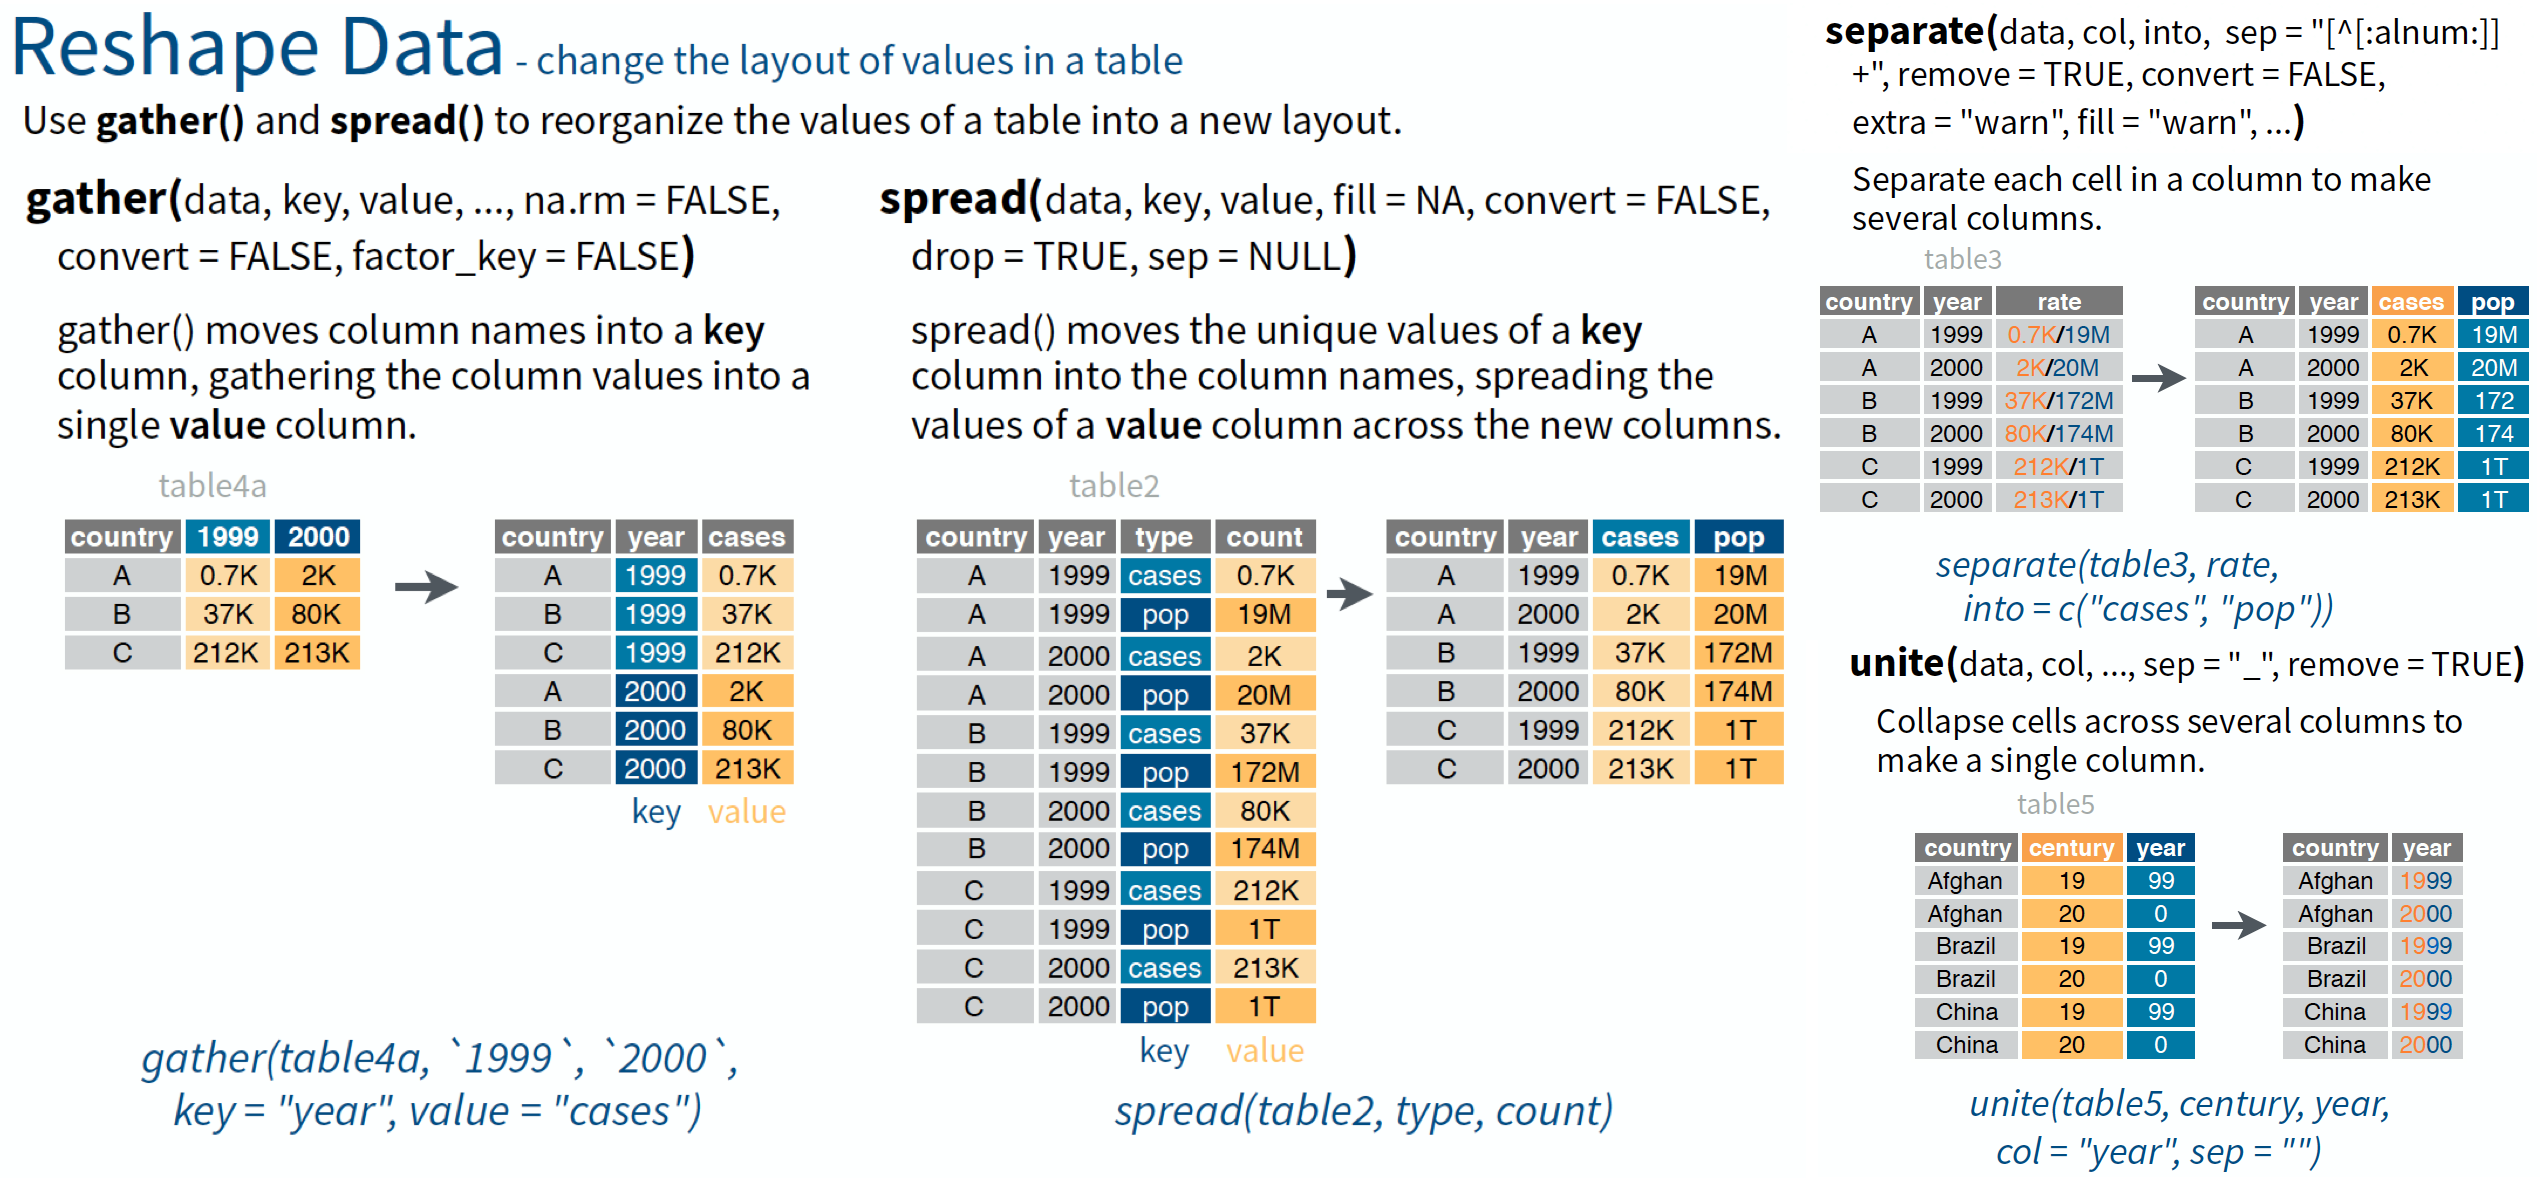 Reshape Data - change the layout of values in a table
Use gather() and spread() to reorganize the values of a table into a new layout.
gather(data, key, value, ..., na.rm = FALSE,
convert = FALSE, factor_key = FALSE)
gather() moves column names into a key
column, gathering the column values into a
single value column.
table4a
country 1999 2000
A 0.7K 2K
B 37K 80K
C 212K 213K
country year cases
A 1999 0.7K
B 1999 37K
C 1999 212K
A 2000 2K
B 2000 80K
C 2000 213K
key value
gather(table4a, `1999`, `2000`,
key = "year", value = "cases")
spread(data, key, value, fill = NA, convert = FALSE,
drop = TRUE, sep = NULL)
spread() moves the unique values of a key
column into the column names, spreading the
values of a value column across the new columns.
table2
country year type count
A 1999 cases 0.7K
A 1999 pop 19M
A 2000 cases 2K
A 2000 pop 20M
B 1999 cases 37K
B 1999 pop 172M
B 2000 cases 80K
B 2000 pop 174M
C 1999 cases 212K
C 1999 pop 1T
C 2000 cases 213K
C 2000 pop 1T
key value
country year cases pop
A 1999 0.7K 19M
A 2000 2K 20M
B 1999 37K 172M
B 2000 80K 174M
C 1999 212K 1T
C 2000 213K 1T
spread(table2, type, count)
separate(data, col, into, sep = "[^[:alnum:]]
+", remove = TRUE, convert = FALSE,
extra = "warn", fill = "warn", ...)
Separate each cell in a column to make
several columns.
table3
country year rate
A 1999 0.7K/19M
A 2000 2K/20M
B 1999 37K/172M
B 2000 80K/174M
C 1999 212K/1T
C 2000 213K/1T
country year cases pop
A 1999 0.7K 19M
A 2000 2K 20M
B 1999 37K 172
B 2000 80K 174
C 1999 212K 1T
C 2000 213K 1T
separate(table3, rate,
into = c("cases", "pop"))
unite(data, col, ..., sep = "_", remove = TRUE)
Collapse cells across several columns to
make a single column.
table5
country century year
Afghan 19 99
Afghan 20 0
Brazil 19 99
Brazil 20 0
China 19 99
China 20 0
country year
Afghan 1999
Afghan 2000
Brazil 1999
Brazil 2000
China 1999
China 2000
unite(table5, century, year,
col = "year", sep = "")